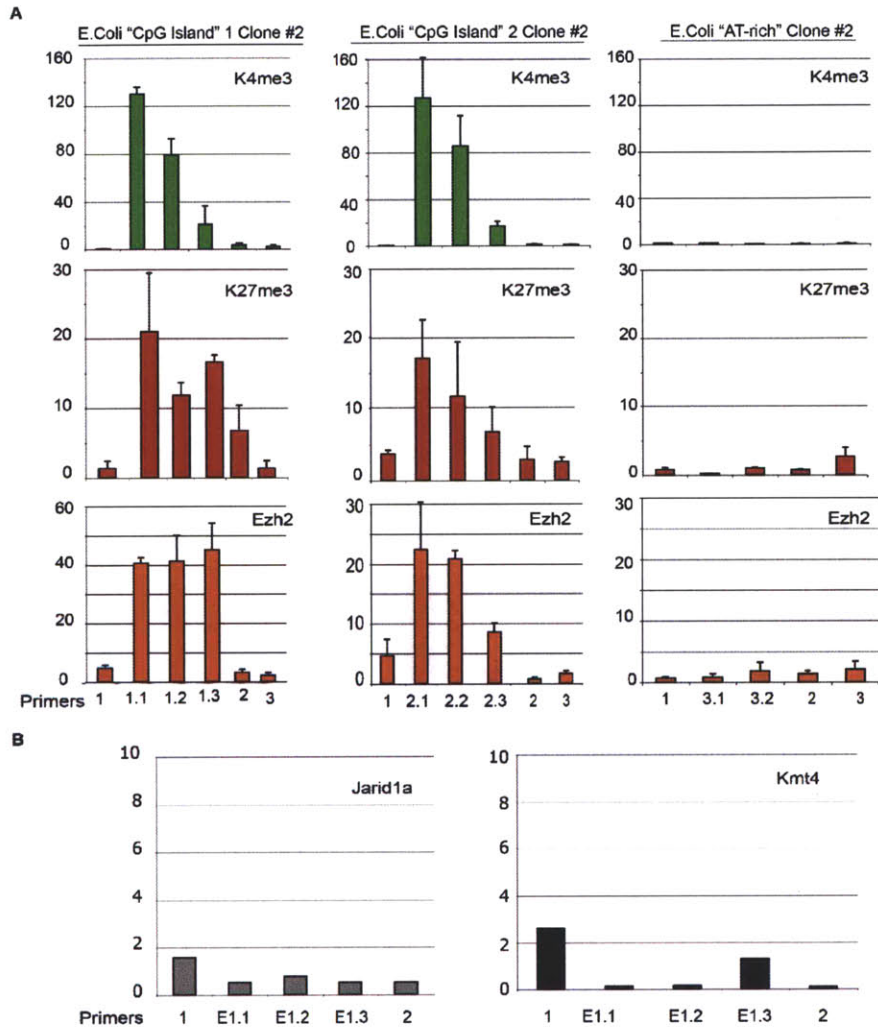 A
E.Coli "CpG Island" 1 Clone #2
E.Coli "CpG Island" 2 Clone #2
E.Coli "AT-rich" Clone #2
160
120
80
40
0
K4me3
160
120
80
40
0
K4me3
160
120
80
40
0
K4me3
30
20
10
0
K27me3
30
20
10
0
K27me3
30
20
10
0
K27me3
60
40
20
0
Ezh2
30
20
10
0
Ezh2
30
20
10
0
Ezh2
Primers 1 1.1 1.2 1.3 2 3
1 2.1 2.2 2.3 2 3
1 3.1 3.2 2 3
B
10
8
6
4
2
0
Jarid1a
10
8
6
4
2
0
Kmt4
Primers 1 E1.1 E1.2 E1.3 2
1 E1.1 E1.2 E1.3 2